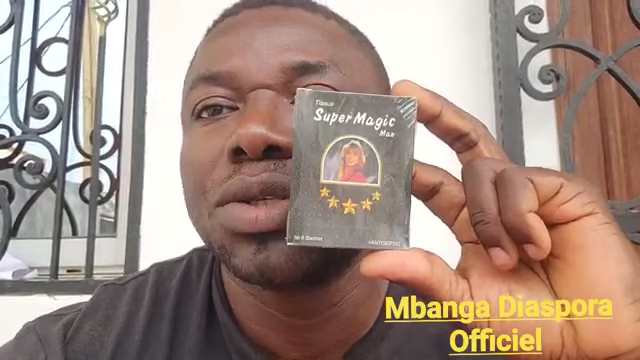 Tissue
Super Magic
Man
+ANTISEPTIC
Mbanga Diaspora
Officiel